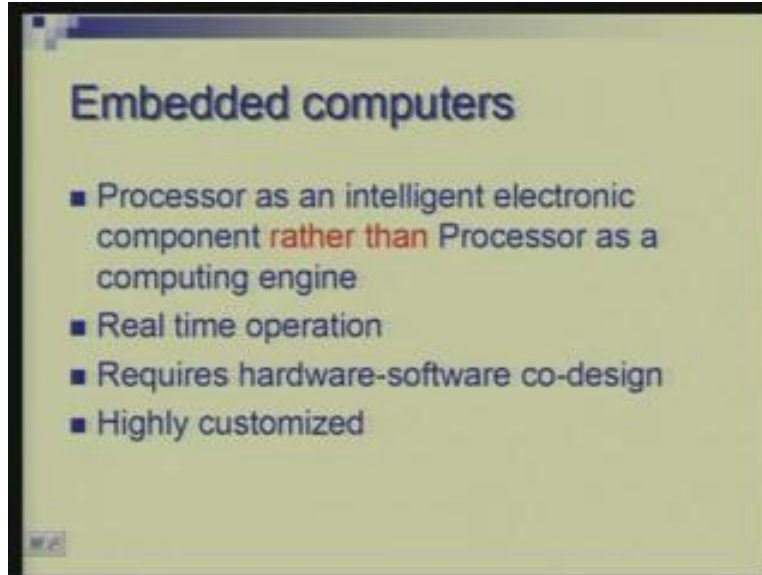 Embedded computers
Processor as an intelligent electronic
component rather than Processor as a
computing engine
Real time operation
Requires hardware-software co-design
Highly customized